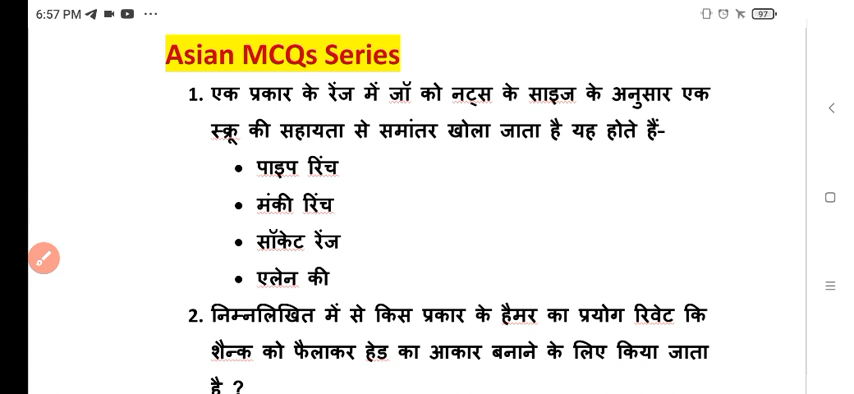 6:57 PM
97
Asian MCQs Series
1. एक प्रकार के रेंज में जॉ को नट्स के साइज के अनुसार एक
स्क्रू की सहायता से समांतर खोला जाता है यह होते हैं-
• पाइप रिंच
• मंकी रिंच
• सॉकेट रेंज
• एलेन की
2. निम्नलिखित में से किस प्रकार के हैमर का प्रयोग रिवेट कि
शैन्क को फैलाकर हेड का आकार बनाने के लिए किया जाता
है ?